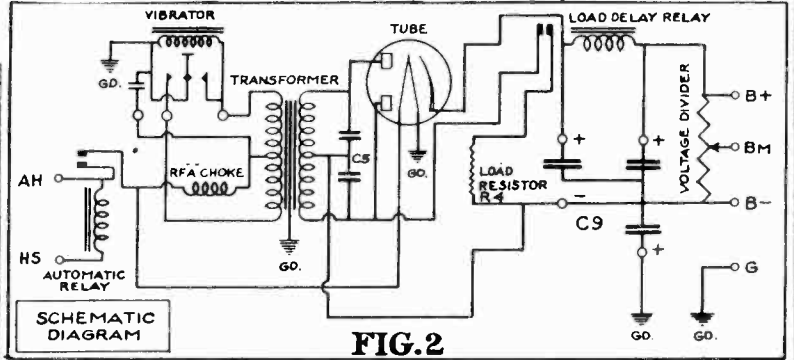 VIBRATOR
TUBE
LOAD DELAY RELAY
GD.
TRANSFORMER
B+
C5
VOLTAGE DIVIDER
+
+
BM
RFA CHOKE
GD.
LOAD
RESISTOR
R4
AH
-
B-
C9
+
HS
GD.
G
AUTOMATIC
RELAY
SCHEMATIC
DIAGRAM
FIG.2
GD.
GD.